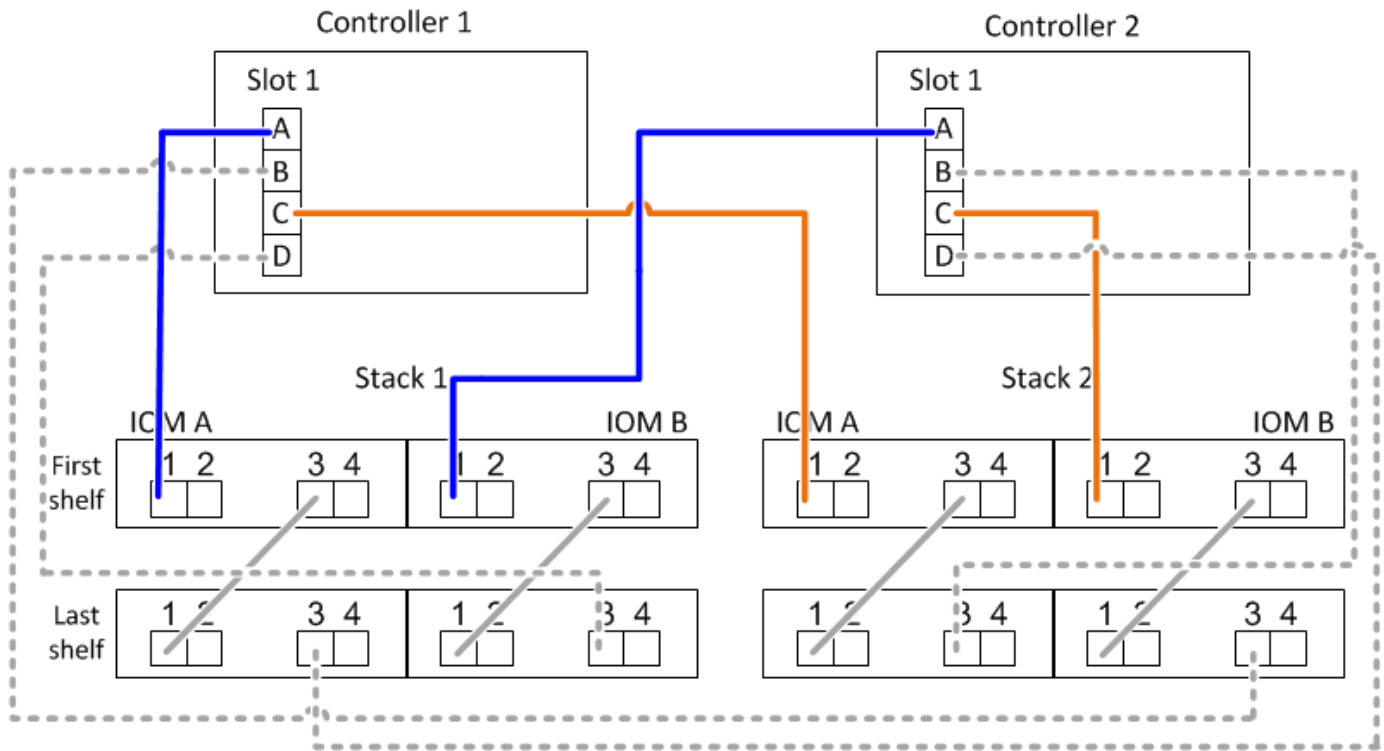 Controller 1
Controller 2
Slot 1
Slot 1
A
A
B
B
C
C
D
D
Stack 1
Stack 2
IOM A
IOM B
IOM A
IOM B
First shelf
1 2 3 4 1 2 3 4
1 2 3 4 1 2 3 4
Last shelf
1 2 3 4 1 2 3 4
1 2 3 4 1 2 3 4